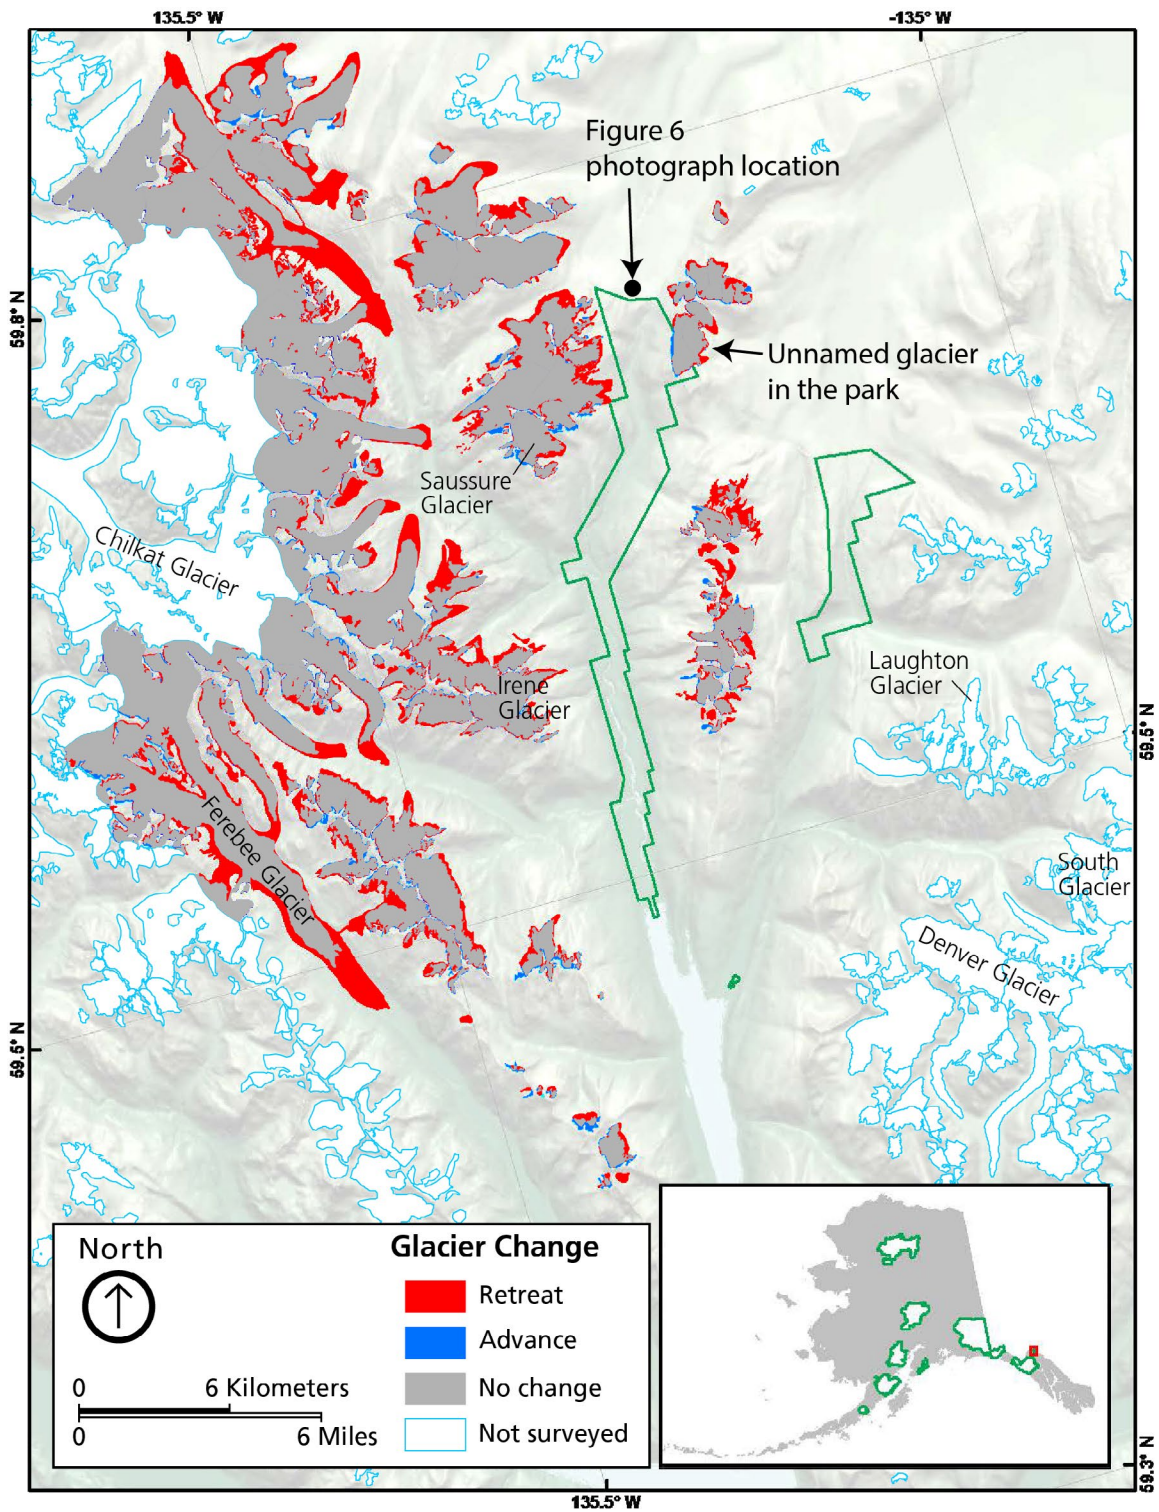 135.5° W
-135° W
Figure 6
photograph location
59.8° N
Unnamed glacier
in the park
Saussure
Glacier
Chilkat Glacier
Laughton
Glacier
Irene
Glacier
59.5° N
Ferebee Glacier
South
Glacier
Denver Glacier
59.5° N
North
Glacier Change
Retreat
Advance
No change
Not surveyed
0 6 Kilometers
0 6 Miles
59.3° N
135.5° W